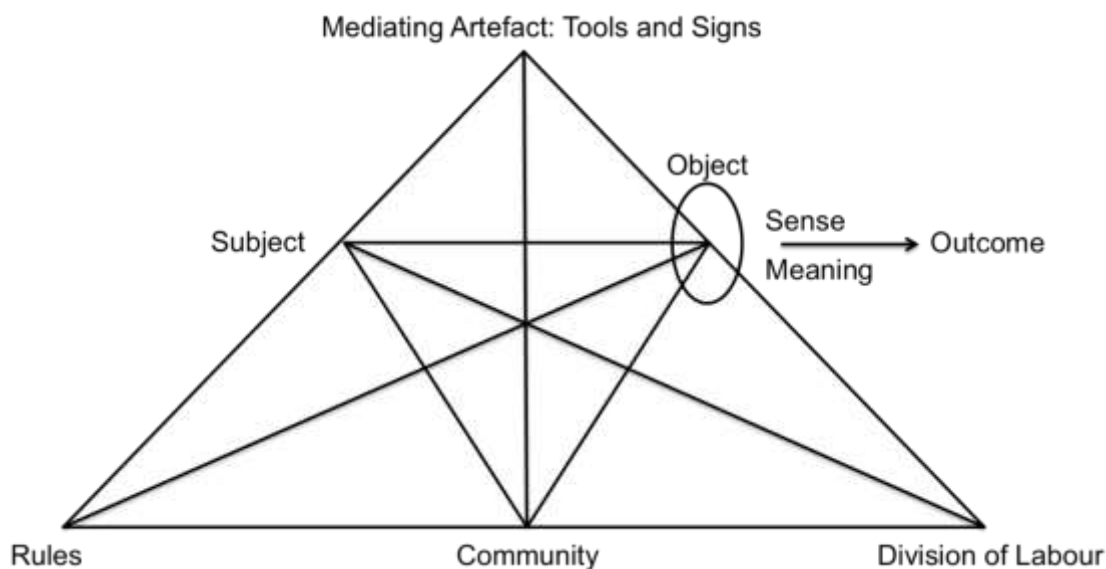 Mediating Artefact: Tools and Signs
Object
Subject
Sense
Meaning
Outcome
Rules
Community
Division of Labour